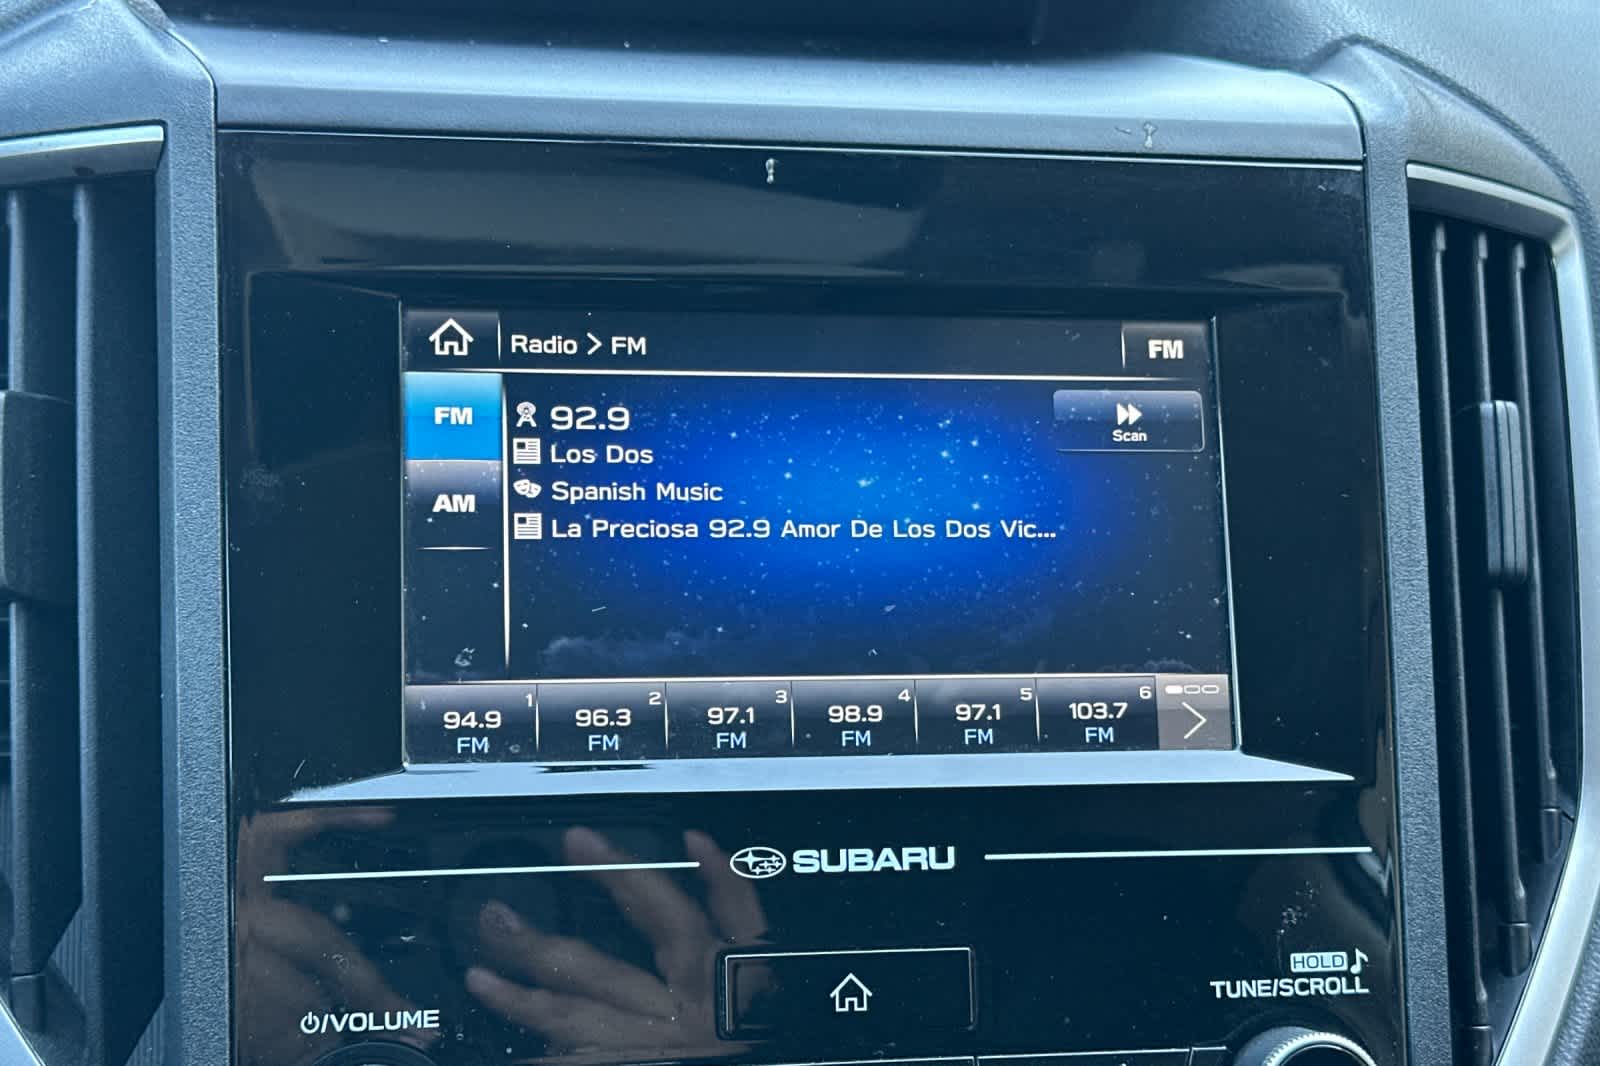 Radio > FM
FM
FM
AM
92.9
Los Dos
Spanish Music
La Preciosa 92.9 Amor De Los Dos Vic...
Scan
1
94.9
FM
2
96.3
FM
3
97.1
FM
4
98.9
FM
5
97.1
FM
6
103.7
FM
SUBARU
/VOLUME
HOLD
TUNE/SCROLL